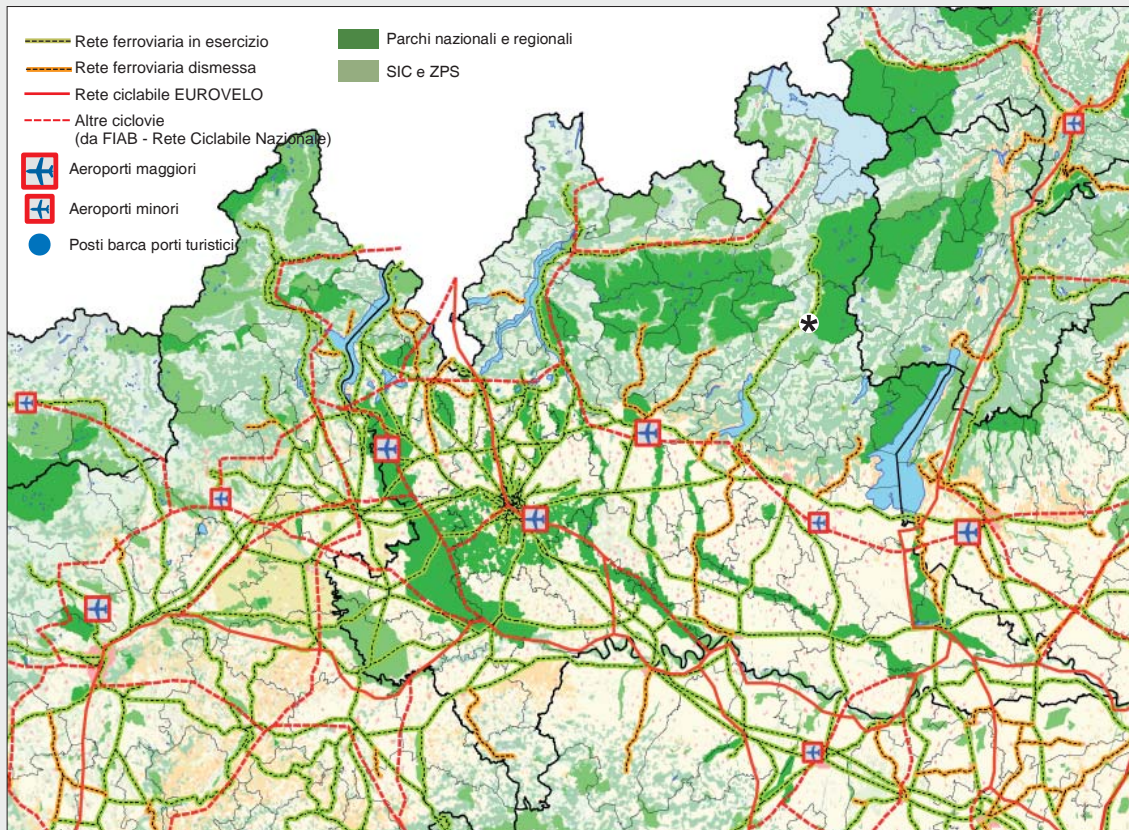 Rete ferroviaria in esercizio
Rete ferroviaria dismessa
Rete ciclabile EUROVELO
Altre ciclovie
(da FIAB - Rete Ciclabile Nazionale)
Aeroporti maggiori
Aeroporti minori
Posti barca porti turistici
Parchi nazionali e regionali
SIC e ZPS
*